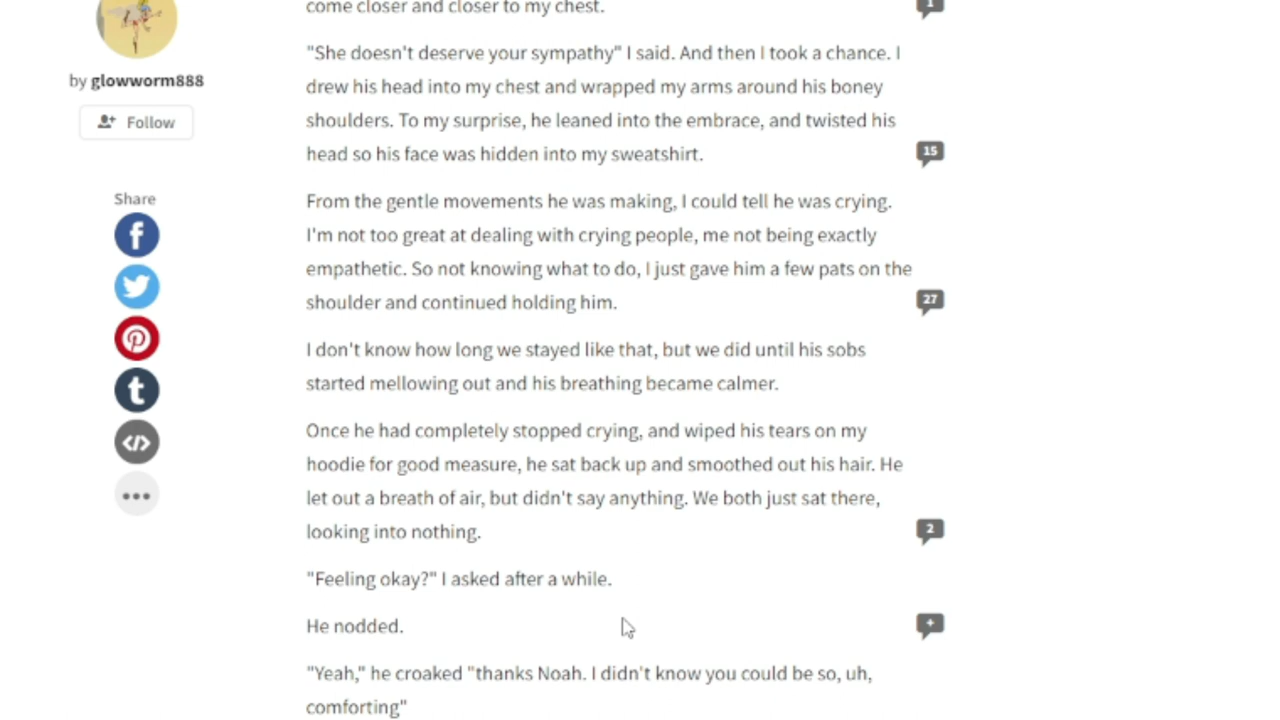 come closer and closer to my chest.
1
"She doesn't deserve your sympathy" I said. And then I took a chance. I
drew his head into my chest and wrapped my arms around his boney
shoulders. To my surprise, he leaned into the embrace, and twisted his
head so his face was hidden into my sweatshirt.
15
by glowworm888
Follow
Share
From the gentle movements he was making, I could tell he was crying.
I'm not too great at dealing with crying people, me not being exactly
empathetic. So not knowing what to do, I just gave him a few pats on the
shoulder and continued holding him.
27
I don't know how long we stayed like that, but we did until his sobs
started mellowing out and his breathing became calmer.
Once he had completely stopped crying, and wiped his tears on my
hoodie for good measure, he sat back up and smoothed out his hair. He
let out a breath of air, but didn't say anything. We both just sat there,
looking into nothing.
2
"Feeling okay?" I asked after a while.
He nodded.
+
"Yeah," he croaked "thanks Noah. I didn't know you could be so, uh,
comforting"